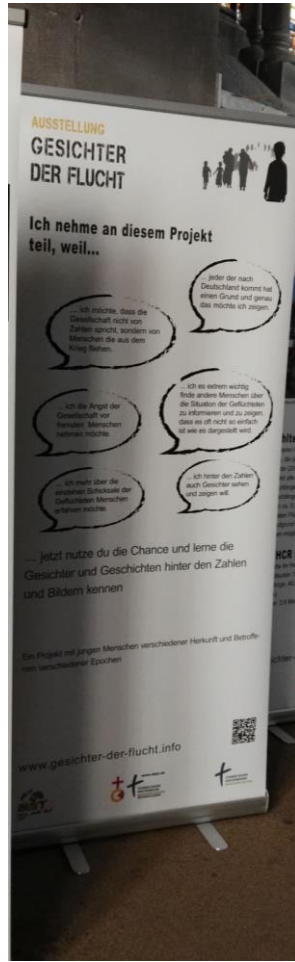 AUSSTELLUNG
GESICHTER
DER FLUCHT
Ich nehme an diesem Projekt
teil, weil...
... jeder der nach
Deutschland kommt hat
einen Grund und genau
das möchte ich zeigen.
... ich möchte, dass die
Gesellschaft nicht von
Zahlen spricht, sondern von
Menschen die aus dem
Krieg fliehen.
... ich es extrem wichtig
finde andere Menschen über
die Situation der Geflüchteten
zu informieren und zu zeigen,
dass es oft nicht so einfach
ist wie es dargestellt wird.
... ich die Angst der
Gesellschaft vor
fremden Menschen
nehmen möchte.
... ich hinter den Zahlen
auch Gesichter sehen
und zeigen will.
... ich mehr über die
einzelnen Schicksale der
Geflüchteten Menschen
erfahren möchte.
... jetzt nutze du die Chance und lerne die
Gesichter und Geschichten hinter den Zahlen
und Bildern kennen
Ein Projekt mit jungen Menschen verschiedener Herkunft und Betroffe-
nen verschiedener Epochen
www.gesichter-der-flucht.info
HCR